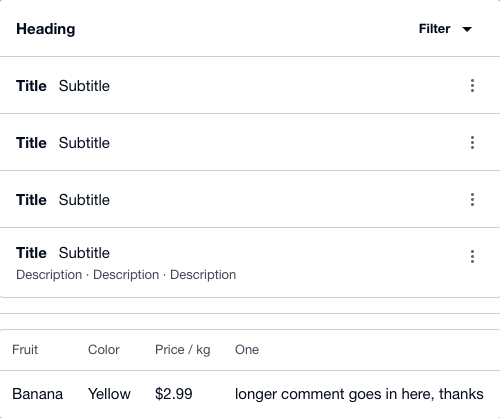 Heading Filter
Title Subtitle
Title Subtitle
Title Subtitle
Title Subtitle
Description · Description · Description
Fruit Color Price / kg One
Banana Yellow $2.99 longer comment goes in here, thanks